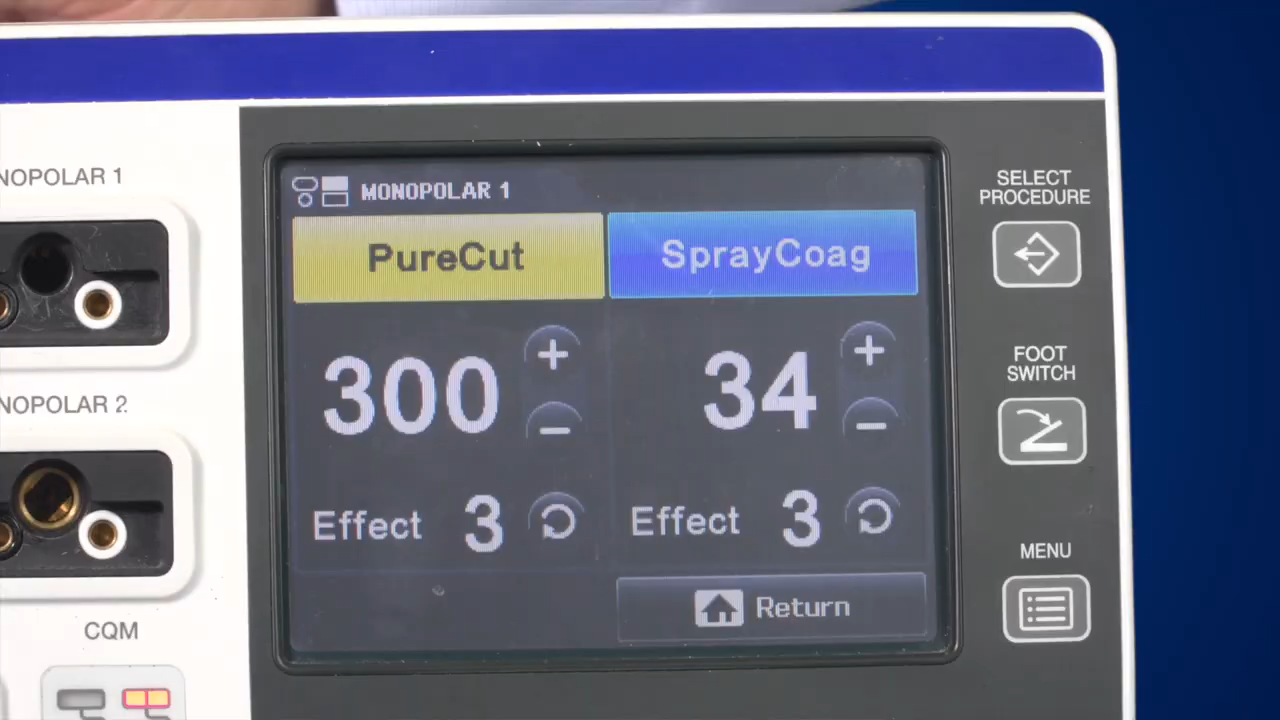 NOPOLAR 1
NOPOLAR 2
CQM
MONOPOLAR 1
PureCut
SprayCoag
300
+
−
34
+
−
Effect 3
Effect 3
Return
SELECT
PROCEDURE
FOOT
SWITCH
MENU